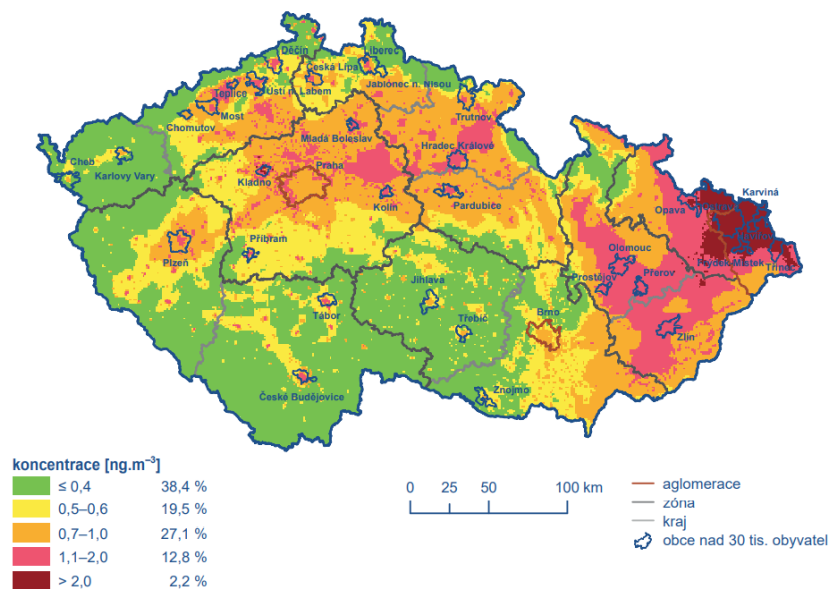 Děčín
Liberec
Česká Lípa
Jablonec n. Nisou
Teplice
Ústí n. Labem
Most
Chomutov
Trutnov
Mladá Boleslav
Hradec Králové
Cheb
Karlovy Vary
Praha
Kladno
Kolín
Pardubice
Karviná
Opava
Plzeň
Příbram
Olomouc
Frýdek-Místek
Třinec
Jihlava
Prostějov
Přerov
Tábor
Třebíč
Brno
Zlín
České Budějovice
Znojmo
koncentrace [ng.m⁻³]
≤ 0,4 38,4 %
0,5–0,6 19,5 %
0,7–1,0 27,1 %
1,1–2,0 12,8 %
> 2,0 2,2 %
0 25 50 100 km
aglomerace
zóna
kraj
obce nad 30 tis. obyvatel